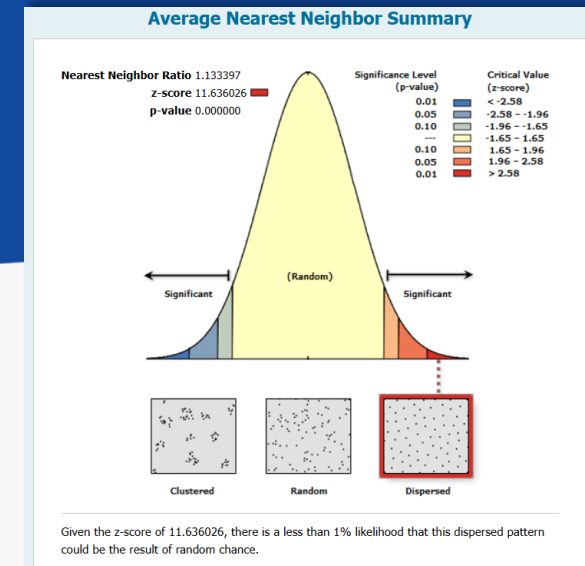 Average Nearest Neighbor Summary
Nearest Neighbor Ratio 1.133397
z-score 11.636026
p-value 0.000000
Significance Level
(p-value)
Critical Value
(z-score)
0.01 < -2.58
0.05 -2.58 - -1.96
0.10 -1.96 - -1.65
--- -1.65 - 1.65
0.10 1.65 - 1.96
0.05 1.96 - 2.58
0.01 > 2.58
(Random)
Significant
Significant
Clustered
Random
Dispersed
Given the z-score of 11.636026, there is a less than 1% likelihood that this dispersed pattern
could be the result of random chance.